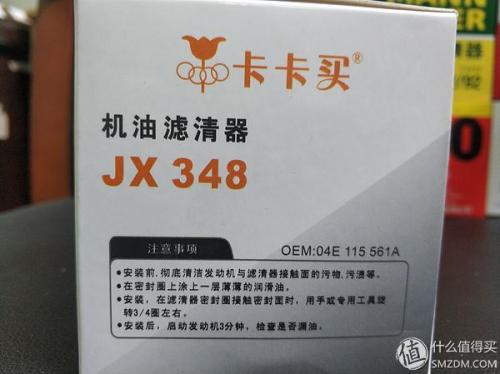 卡卡买®
机油滤清器
JX 348
注意事项
OEM:04E 115 561A
•安装前,彻底清洁发动机与滤清器接触面的污物,污渍等。
•在密封圈上涂上一层薄薄的润滑油。
•安装,在滤清器密封圈接触密封面时,用手或专用工具旋
转3/4圈左右。
•安装后,启动发动机3分钟,检查是否漏油。
值 什么值得买
SMZDM.COM